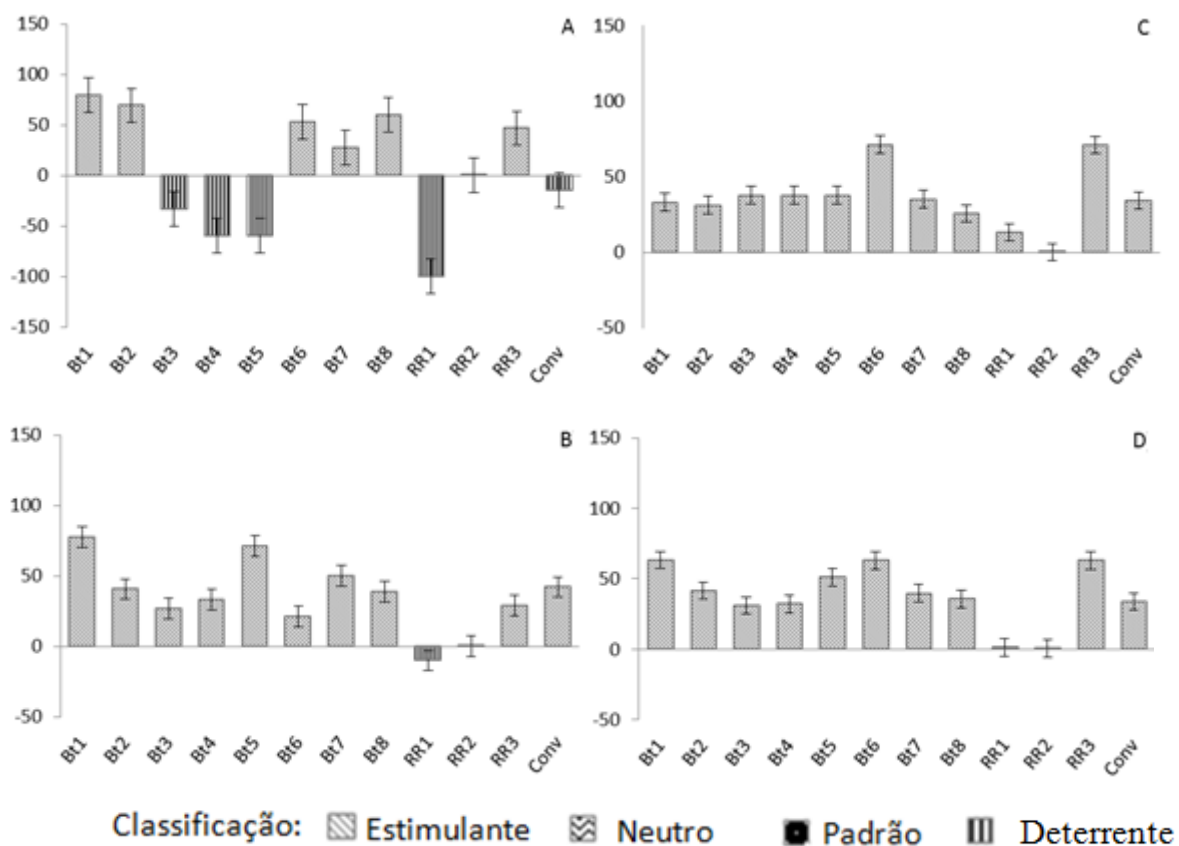 150
100
50
0
-50
-100
-150
A
Bt1 Bt2 Bt3 Bt4 Bt5 Bt6 Bt7 Bt8 RR1 RR2 RR3 Conv
150
100
50
0
-50
C
Bt1 Bt2 Bt3 Bt4 Bt5 Bt6 Bt7 Bt8 RR1 RR2 RR3 Conv
150
100
50
0
-50
B
Bt1 Bt2 Bt3 Bt4 Bt5 Bt6 Bt7 Bt8 RR1 RR2 RR3 Conv
150
100
50
0
-50
D
Bt1 Bt2 Bt3 Bt4 Bt5 Bt6 Bt7 Bt8 RR1 RR2 RR3 Conv
Classificação: Estimulante Neutro Padrão Deterrente